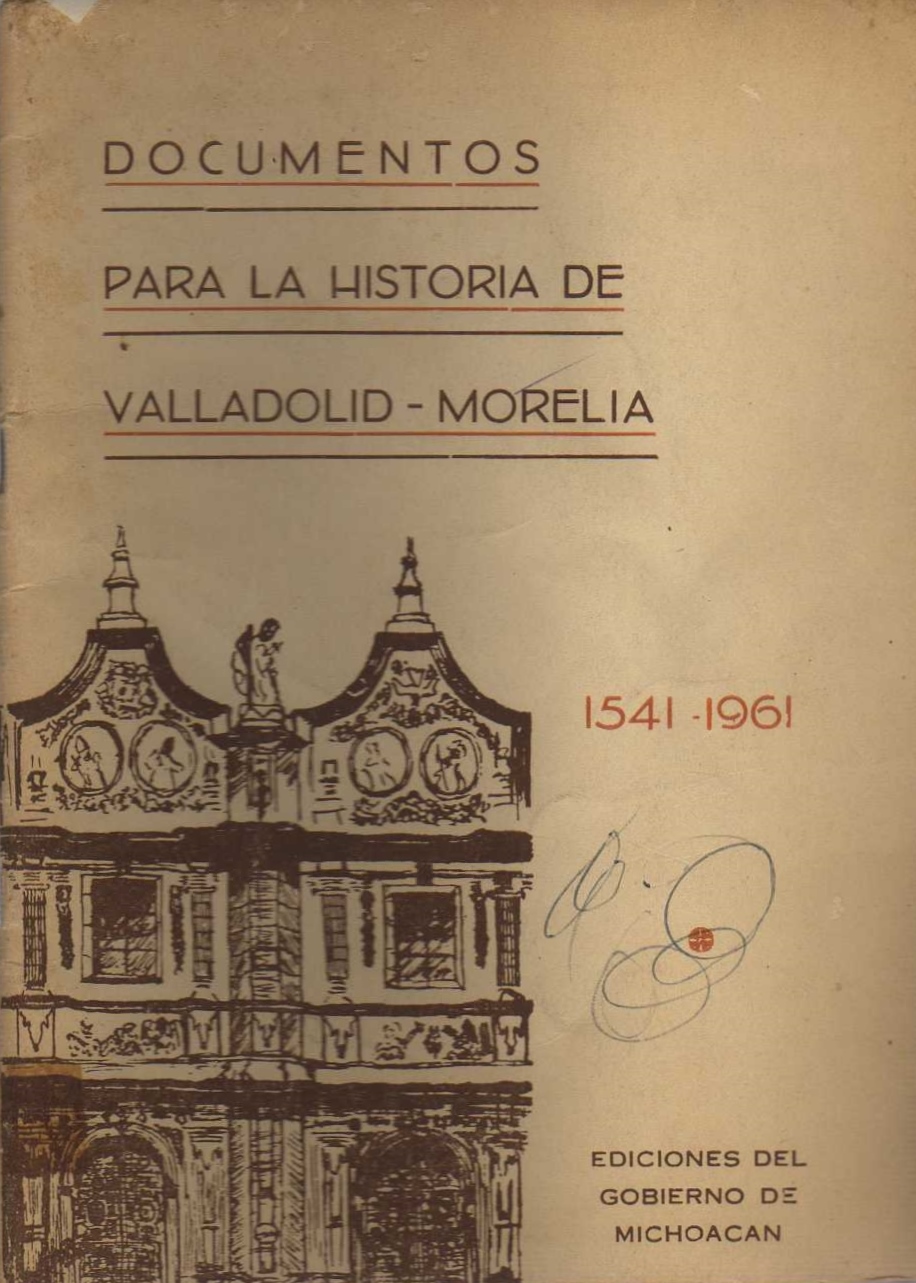 DOCUMENTOS
PARA LA HISTORIA DE
VALLADOLID - MORELIA
1541 - 1961
EDICIONES DEL
GOBIERNO DE
MICHOACAN